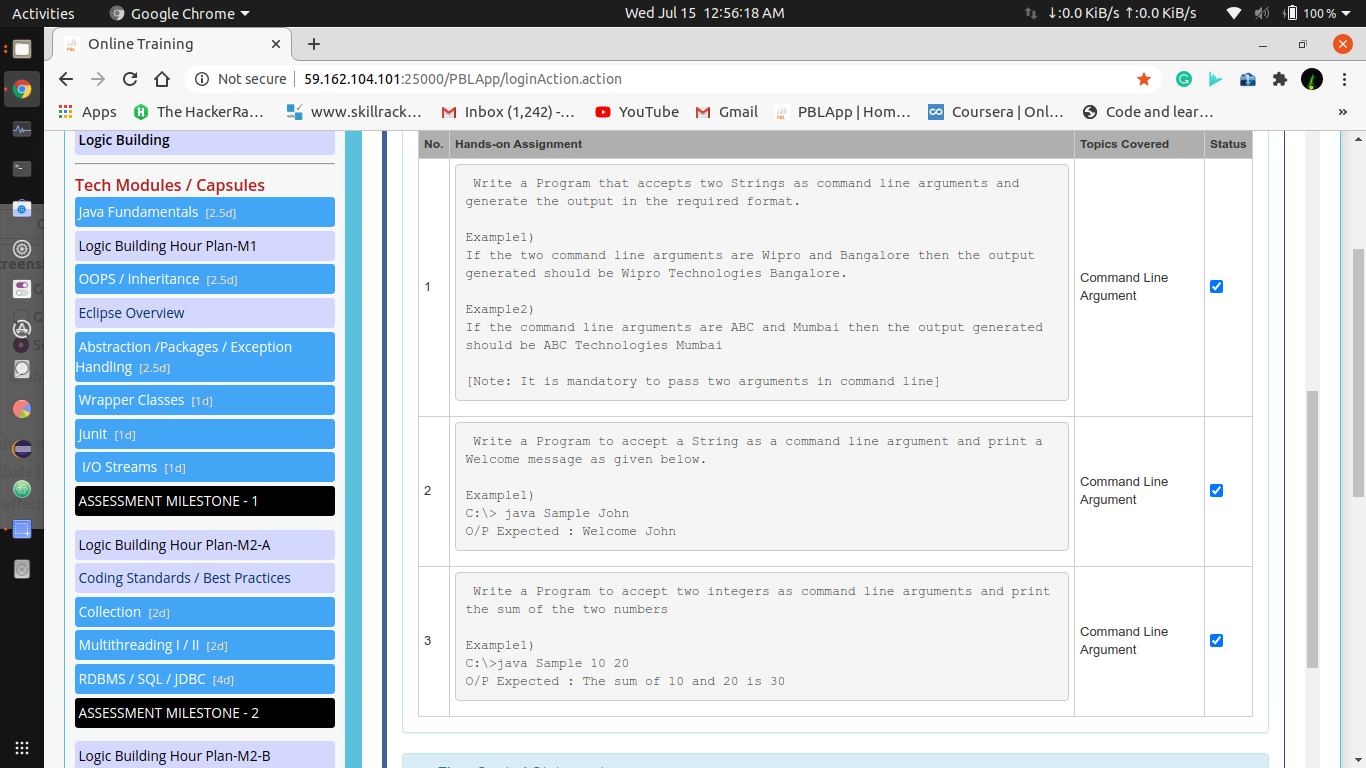 Activities
Google Chrome
Wed Jul 15 12:56:18 AM
↓:0.0 KiB/s ↑:0.0 KiB/s
100 %
Online Training
Not secure
59.162.104.101:25000/PBLApp/loginAction.action
Apps
The HackerRa...
www.skillrack...
Inbox (1,242) -...
YouTube
Gmail
PBLApp | Hom...
Coursera | Onl...
Code and lear...
»
Logic Building
Tech Modules / Capsules
Java Fundamentals [2.5d]
Logic Building Hour Plan-M1
OOPS / Inheritance [2.5d]
Eclipse Overview
Abstraction /Packages / Exception
Handling [2.5d]
Wrapper Classes [1d]
Junit [1d]
I/O Streams [1d]
ASSESSMENT MILESTONE - 1
Logic Building Hour Plan-M2-A
Coding Standards / Best Practices
Collection [2d]
Multithreading I / II [2d]
RDBMS / SQL / JDBC [4d]
ASSESSMENT MILESTONE - 2
Logic Building Hour Plan-M2-B
No.
Hands-on Assignment
Topics Covered
Status
1
Write a Program that accepts two Strings as command line arguments and
generate the output in the required format.
Example1)
If the two command line arguments are Wipro and Bangalore then the output
generated should be Wipro Technologies Bangalore.
Example2)
If the command line arguments are ABC and Mumbai then the output generated
should be ABC Technologies Mumbai
[Note: It is mandatory to pass two arguments in command line]
Command Line
Argument
2
Write a Program to accept a String as a command line argument and print a
Welcome message as given below.
Example1)
C:\> java Sample John
O/P Expected : Welcome John
Command Line
Argument
3
Write a Program to accept two integers as command line arguments and print
the sum of the two numbers
Example1)
C:\>java Sample 10 20
O/P Expected : The sum of 10 and 20 is 30
Command Line
Argument